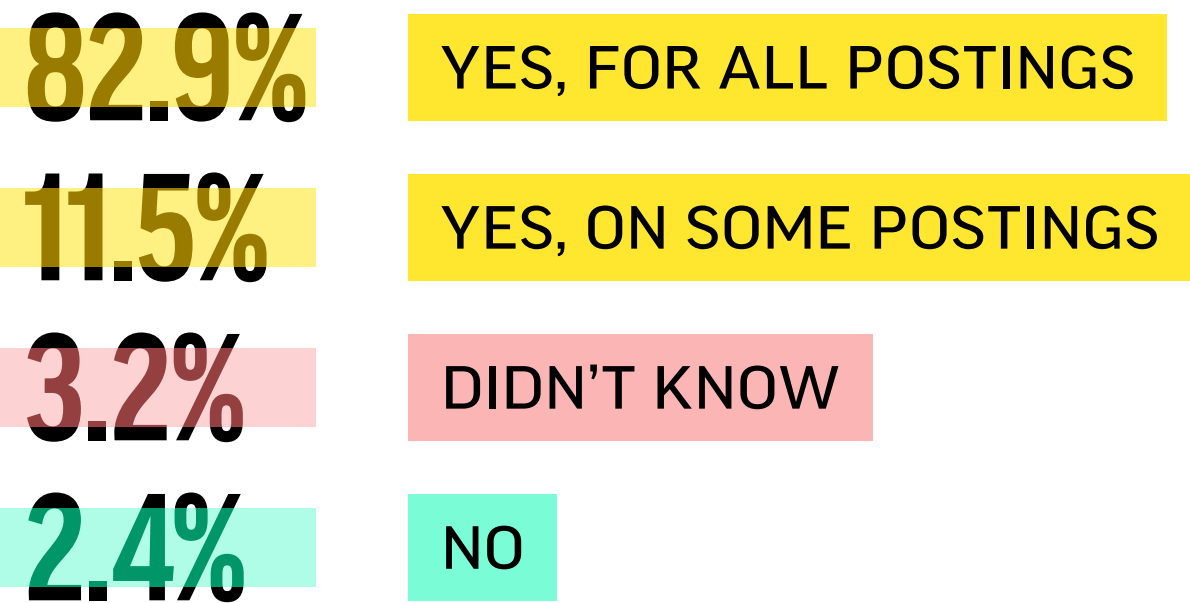 82.9% YES, FOR ALL POSTINGS
11.5% YES, ON SOME POSTINGS
3.2% DIDN’T KNOW
2.4% NO